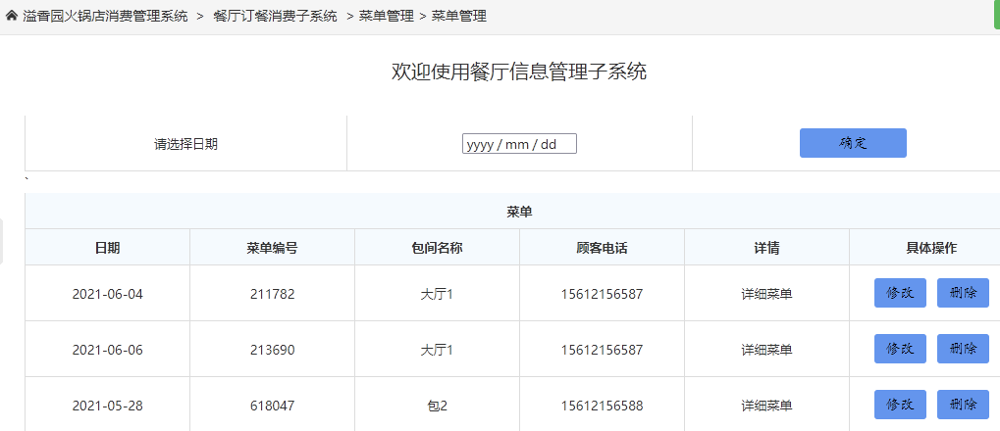 溢香园火锅店消费管理系统 > 餐厅订餐消费子系统 > 菜单管理 > 菜单管理
欢迎使用餐厅信息管理子系统
请选择日期 yyyy / mm / dd 确定
`
菜单
日期 菜单编号 包间名称 顾客电话 详情 具体操作
2021-06-04 211782 大厅1 15612156587 详细菜单 修改 删除
2021-06-06 213690 大厅1 15612156587 详细菜单 修改 删除
2021-05-28 618047 包2 15612156588 详细菜单 修改 删除